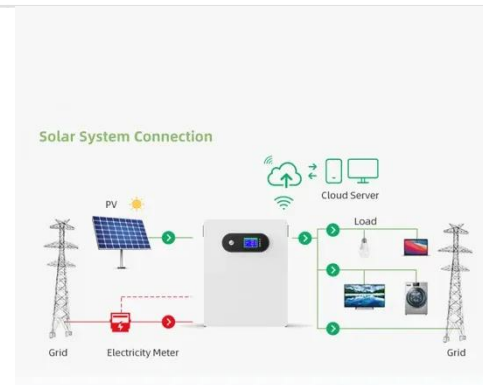 Solar System Connection
Cloud Server
PV
Load
Grid
Electricity Meter
Grid